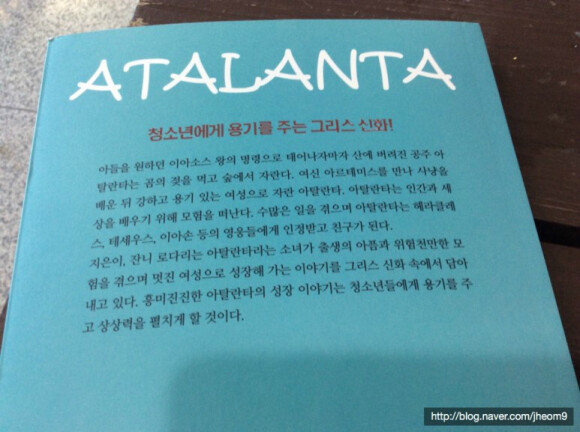 ATALANTA
청소년에게 용기를 주는 그리스 신화!
아들을 원하던 이아소스 왕의 명령으로 태어나자마자 산에 버려진 공주 아
탈란타는 곰의 젖을 먹고 숲에서 자란다. 여신 아르테미스를 만나 사냥을
배운 뒤 강하고 용기 있는 여성으로 자란 아탈란타. 아탈란타는 인간과 세
상을 배우기 위해 모험을 떠난다. 수많은 일을 겪으며 아탈란타는 헤라클레
스, 테세우스, 이아손 등의 영웅들에게 인정받고 친구가 된다.
지은이, 잔니 로다리는 아탈란타라는 소녀가 출생의 아픔과 위험천만한 모
험을 겪으며 멋진 여성으로 성장해 가는 이야기를 그리스 신화 속에서 담아
내고 있다. 흥미진진한 아탈란타의 성장 이야기는 청소년들에게 용기를 주
고 상상력을 펼치게 할 것이다.
http://blog.naver.com/jheom9